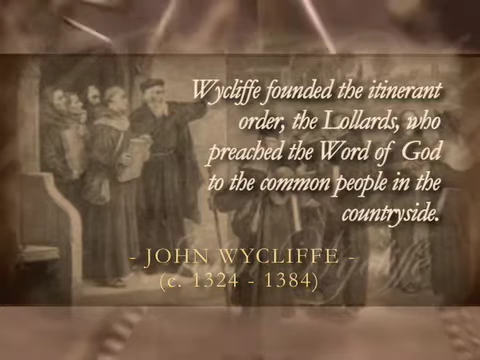 Wycliffe founded the itinerant
order, the Lollards, who
preached the Word of God
to the common people in the
countryside.
- JOHN WYCLIFFE -
(c. 1324 - 1384)